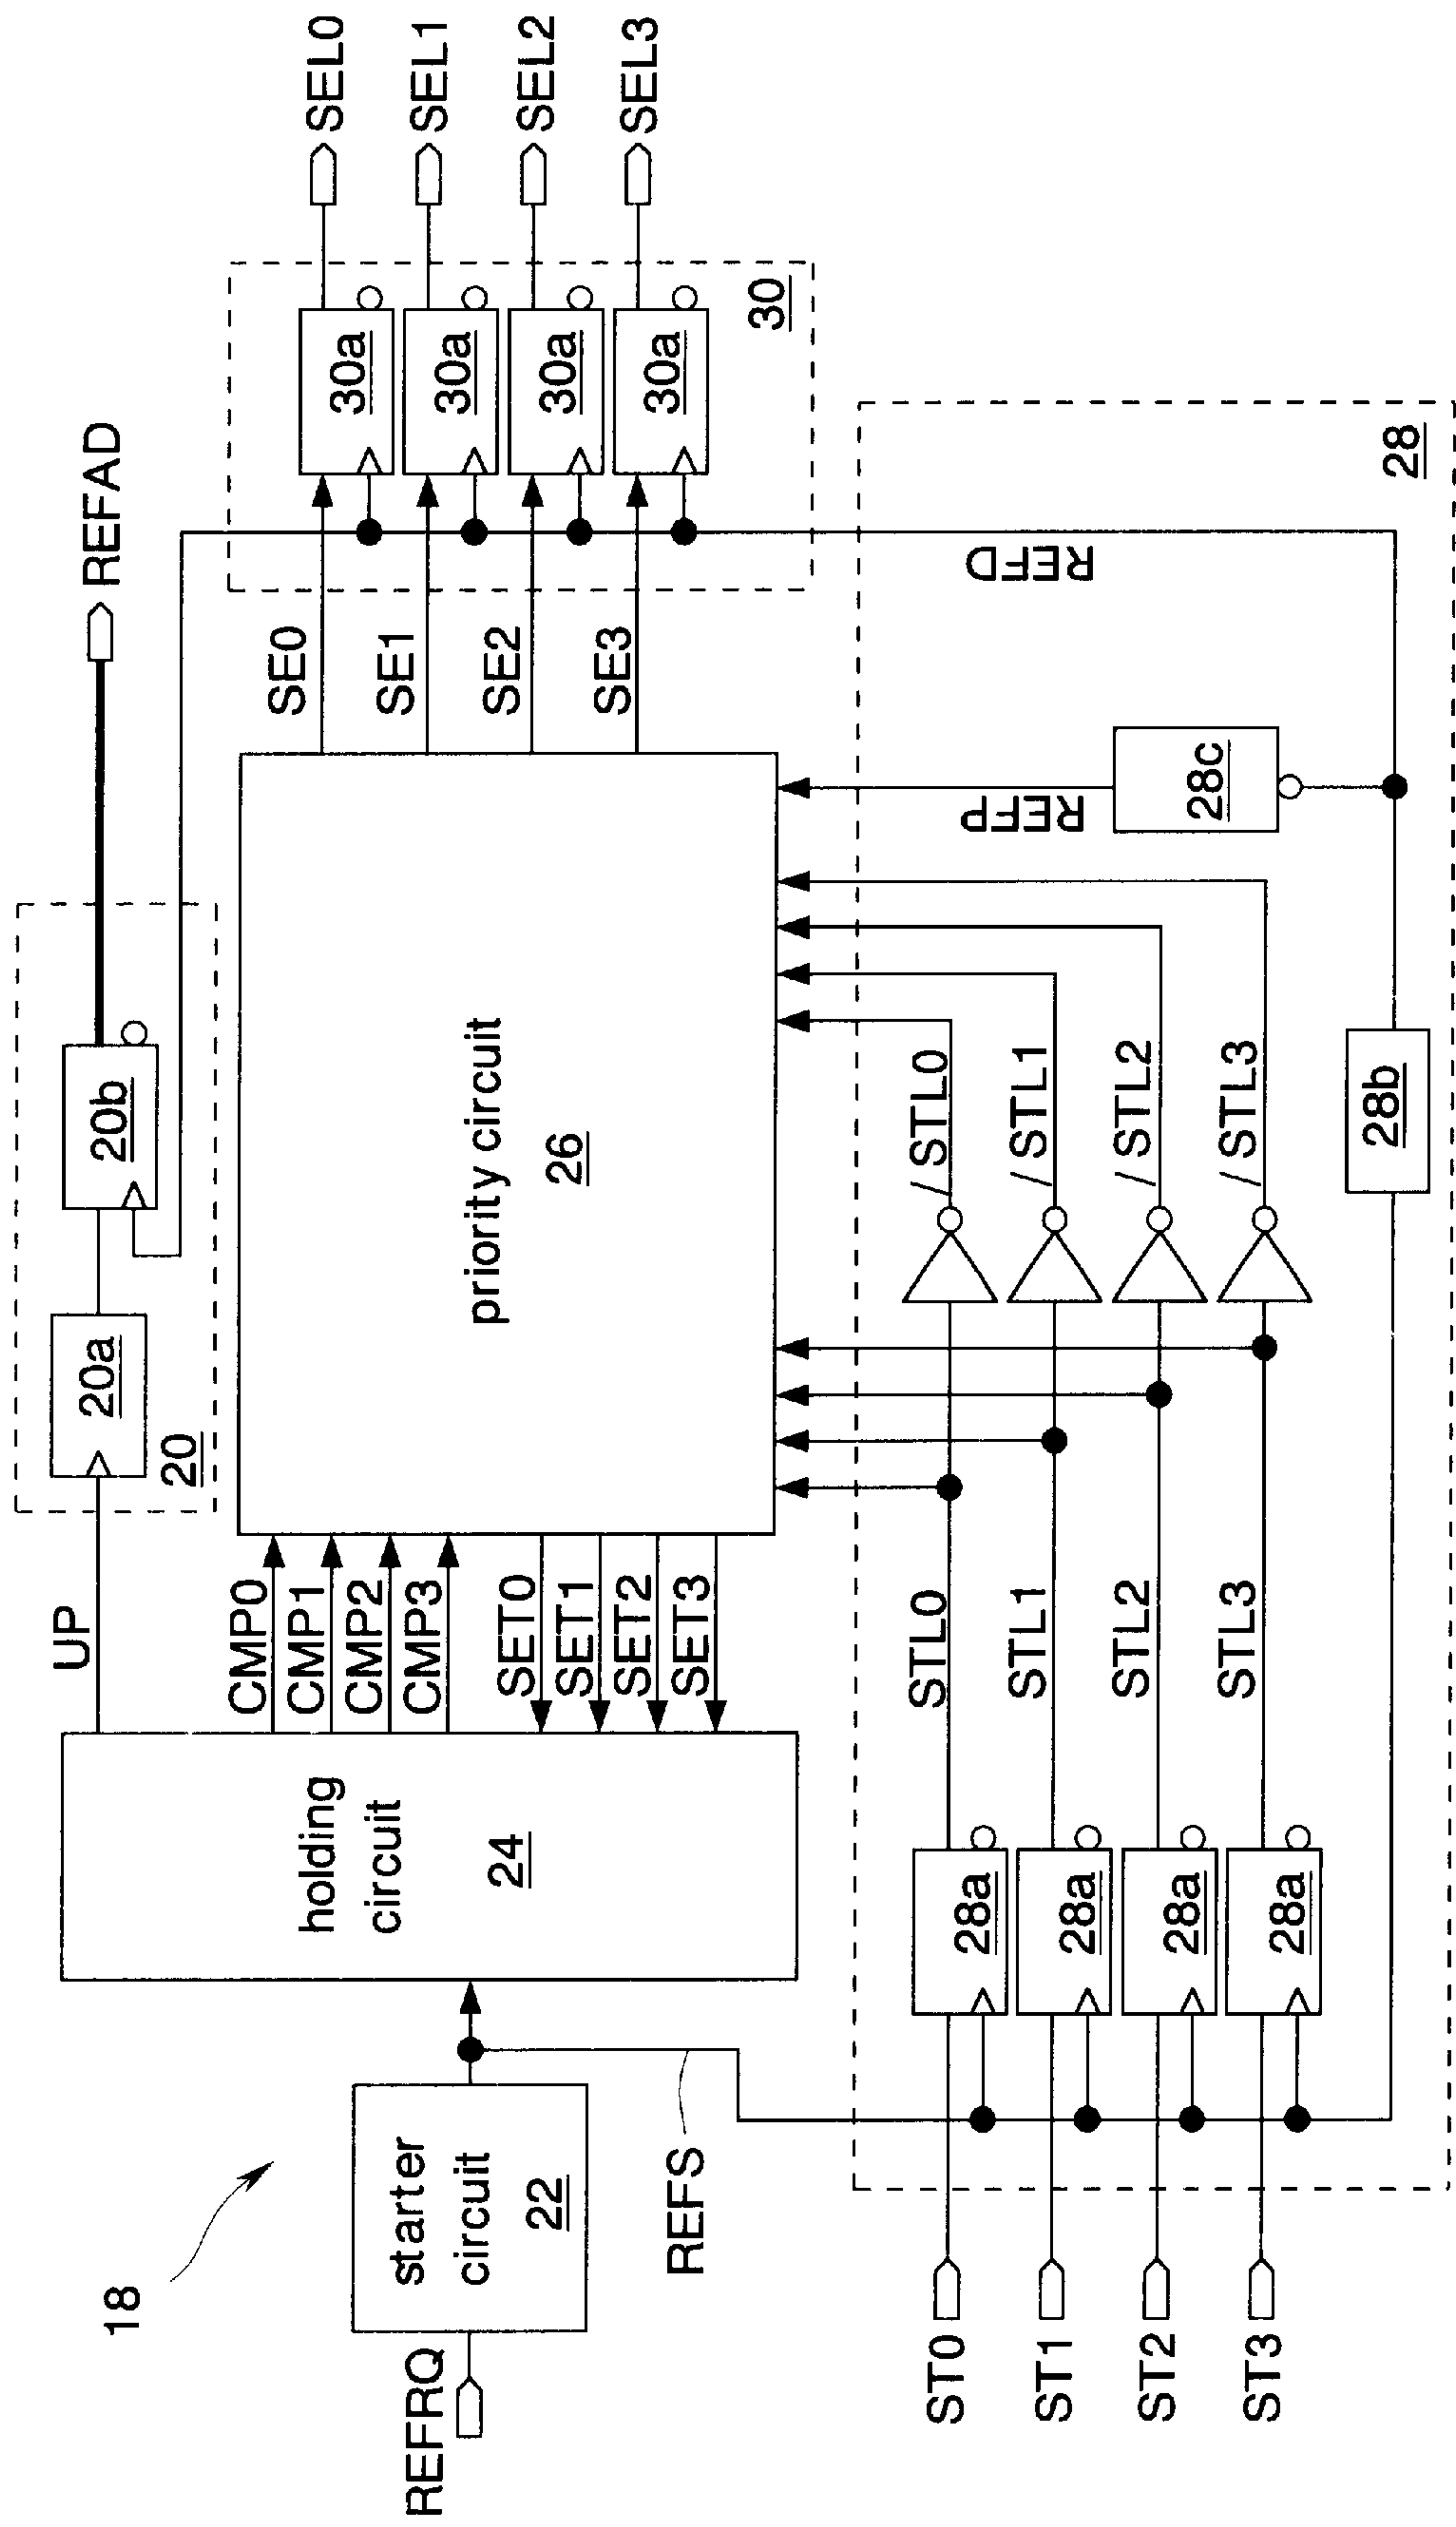 18
REFRQ
starter
circuit
22
REFS
holding
circuit
24
UP
CMP0
CMP1
CMP2
CMP3
SET0
SET1
SET2
SET3
20a
20b
20
REFAD
priority circuit
26
SE0
SE1
SE2
SE3
30a
30a
30a
30a
30
SEL0
SEL1
SEL2
SEL3
ST0
ST1
ST2
ST3
28a
28a
28a
28a
STL0
STL1
STL2
STL3
/STL0
/STL1
/STL2
/STL3
28b
28c
REFP
REFD
28